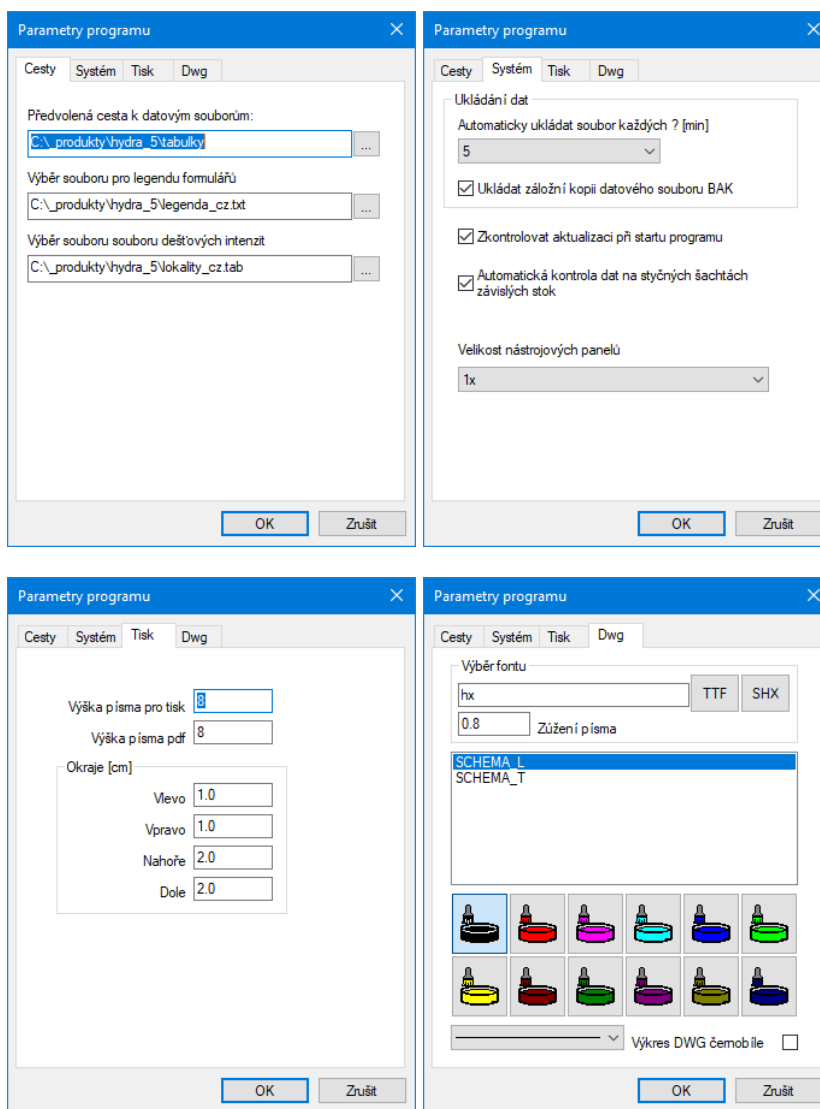 Parametry programu
Cesty Systém Tisk Dwg
Předvolená cesta k datovým souborům:
C:\_produkty\hydra_5\tabulky
...
Výběr souboru pro legendu formulářů
C:\_produkty\hydra_5\legenda_cz.txt
...
Výběr souboru souboru dešťových intenzit
C:\_produkty\hydra_5\lokality_cz.tab
...
OK Zrušit
Parametry programu
Cesty Systém Tisk Dwg
Ukládání dat
Automaticky ukládat soubor každých ? [min]
5
Ukládat záložní kopii datového souboru BAK
Zkontrolovat aktualizaci při startu programu
Automatická kontrola dat na styčných šachtách
závislých stok
Velikost nástrojových panelů
1x
OK Zrušit
Parametry programu
Cesty Systém Tisk Dwg
Výška písma pro tisk 8
Výška písma pdf 8
Okraje [cm]
Vlevo 1.0
Vpravo 1.0
Nahoře 2.0
Dole 2.0
OK Zrušit
Parametry programu
Cesty Systém Tisk Dwg
Výběr fontu
hx TTF SHX
0.8 Zúžení písma
SCHEMA_L
SCHEMA_T
Výkres DWG černobíle
OK Zrušit